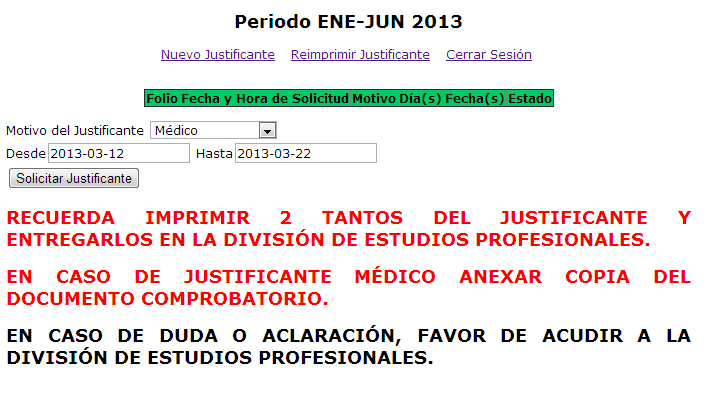 Periodo ENE-JUN 2013
Nuevo Justificante Reimprimir Justificante Cerrar Sesión
Folio Fecha y Hora de Solicitud Motivo Día(s) Fecha(s) Estado
Motivo del Justificante Médico
Desde 2013-03-12 Hasta 2013-03-22
Solicitar Justificante
RECUERDA IMPRIMIR 2 TANTOS DEL JUSTIFICANTE Y
ENTREGARLOS EN LA DIVISIÓN DE ESTUDIOS PROFESIONALES.
EN CASO DE JUSTIFICANTE MÉDICO ANEXAR COPIA DEL
DOCUMENTO COMPROBATORIO.
EN CASO DE DUDA O ACLARACIÓN, FAVOR DE ACUDIR A LA
DIVISIÓN DE ESTUDIOS PROFESIONALES.